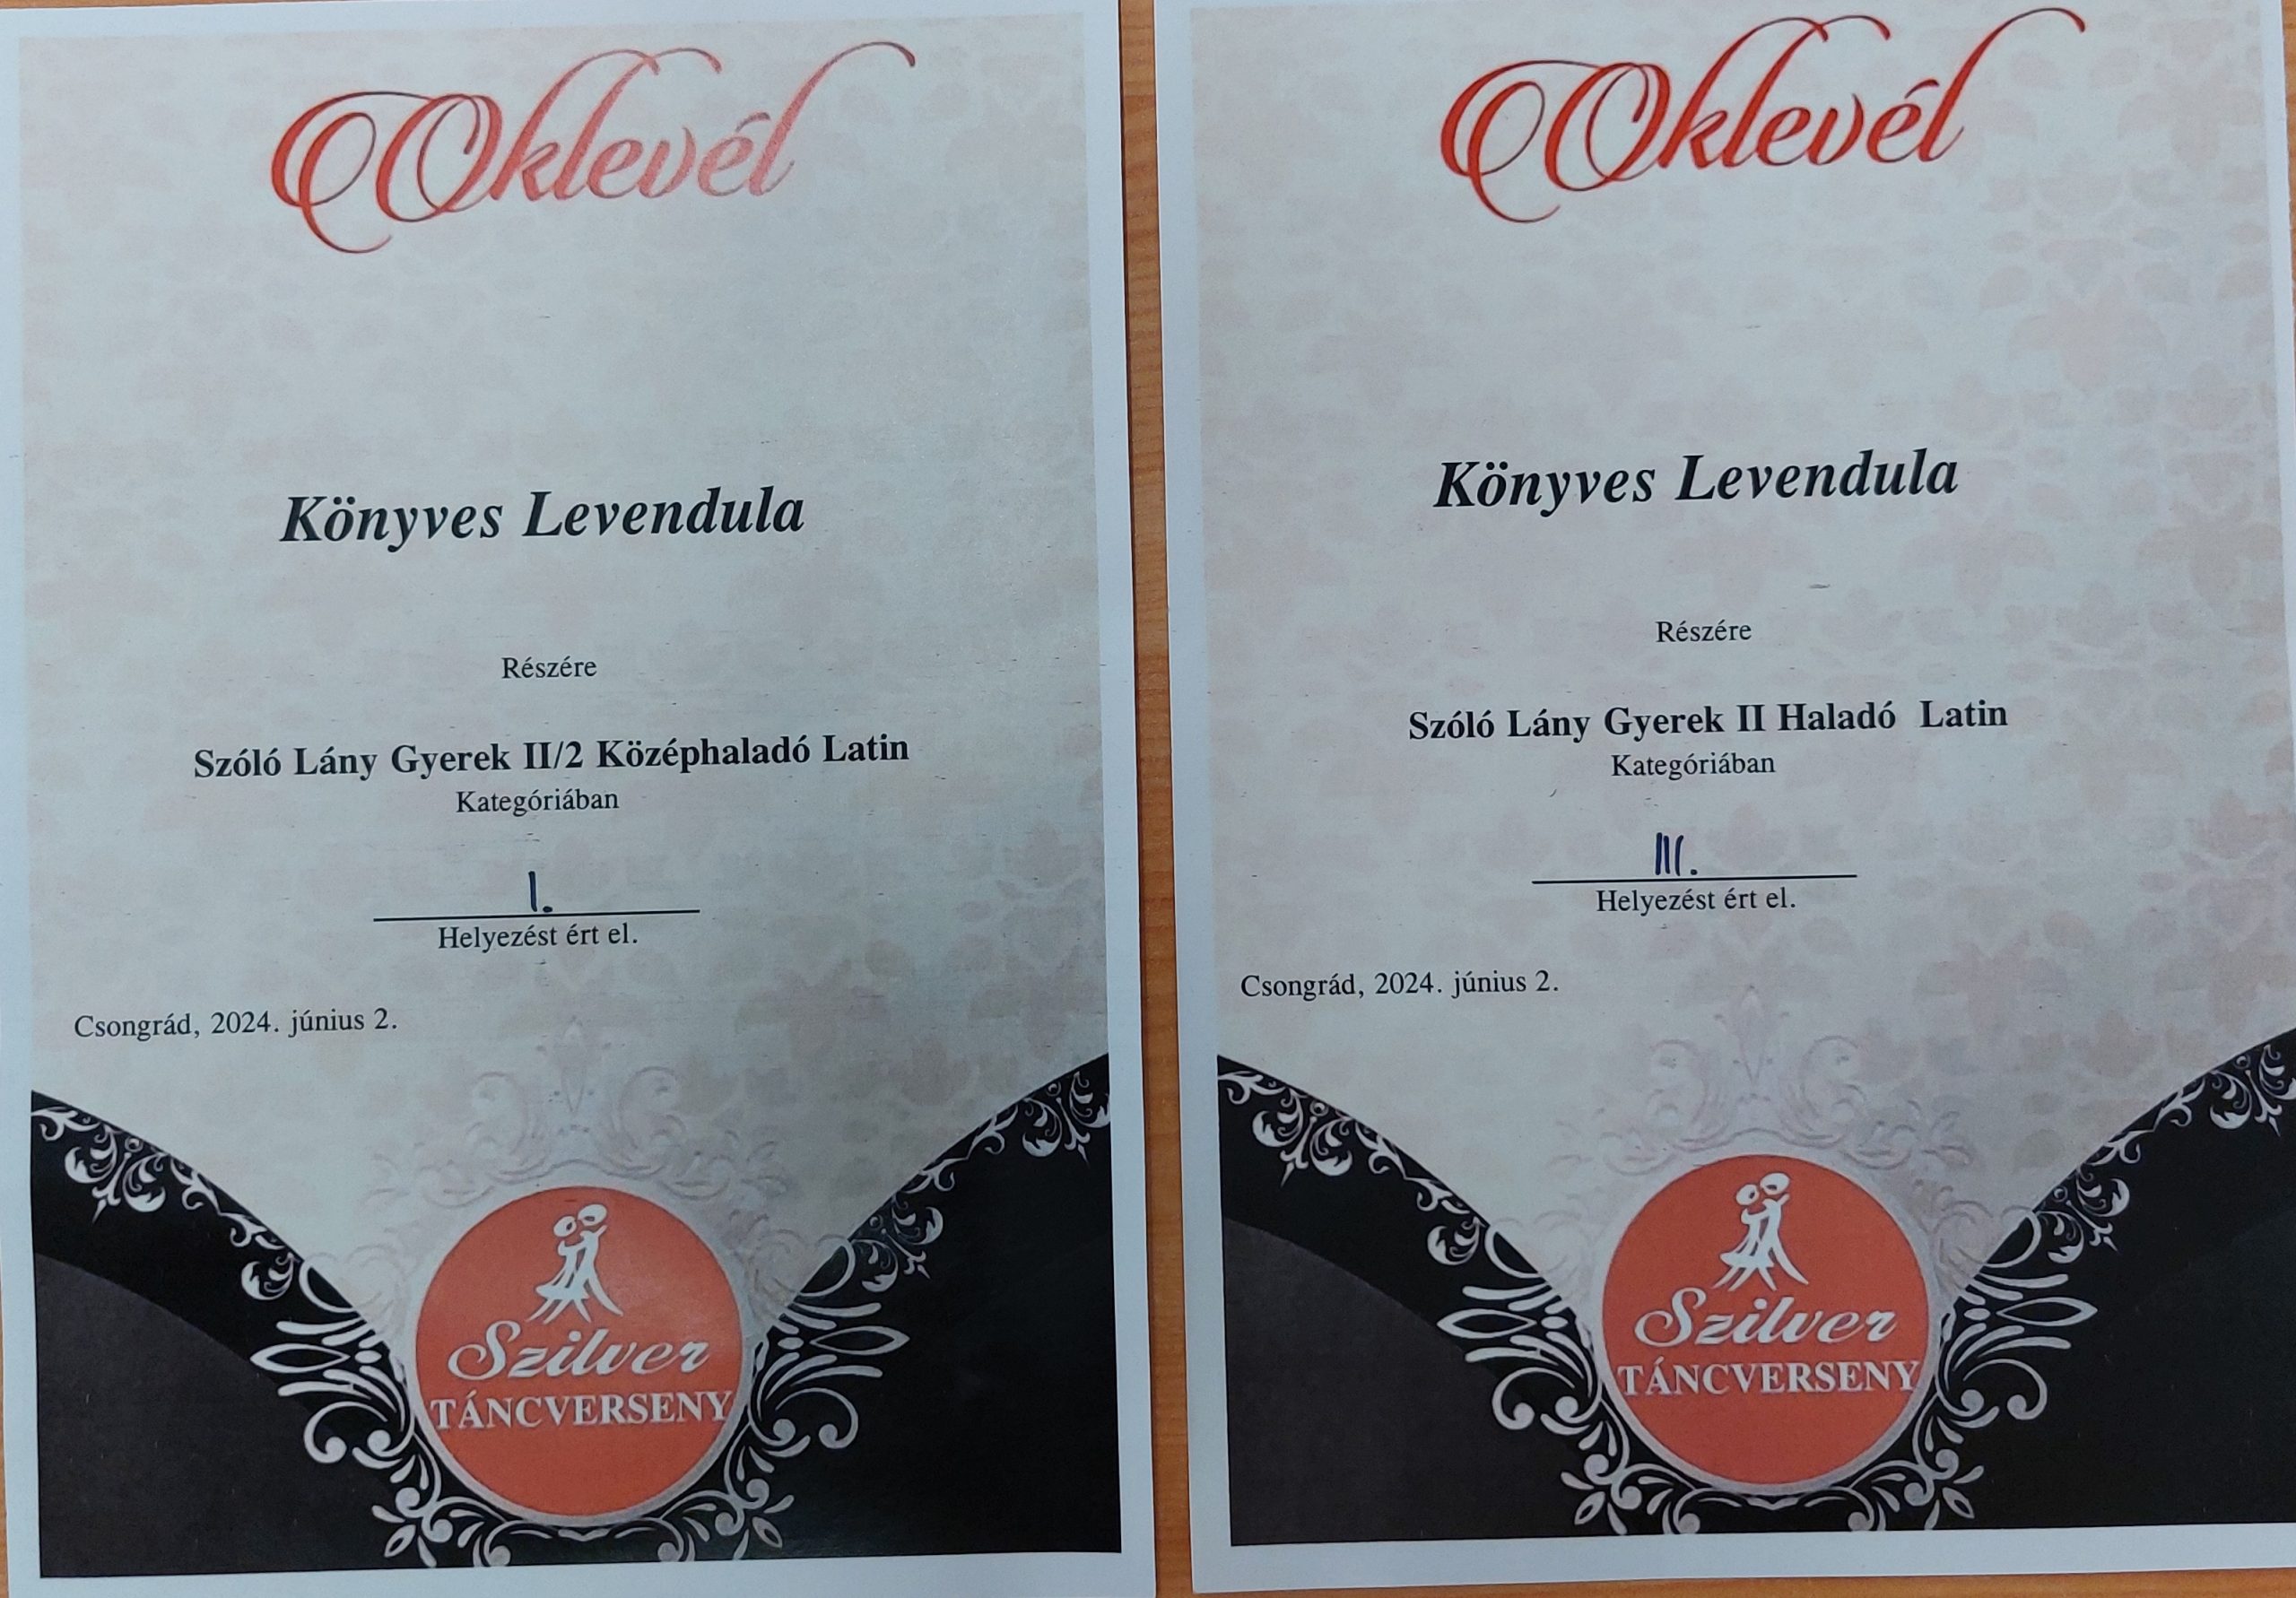 Oklevél
Könyves Levendula
Részére
Szóló Lány Gyerek II/2 Középhaladó Latin
Kategóriában
I.
Helyezést ért el.
Csongrád, 2024. június 2.
Szilver
TÁNCVERSENY
Oklevél
Könyves Levendula
Részére
Szóló Lány Gyerek II Haladó Latin
Kategóriában
III.
Helyezést ért el.
Csongrád, 2024. június 2.
Szilver
TÁNCVERSENY